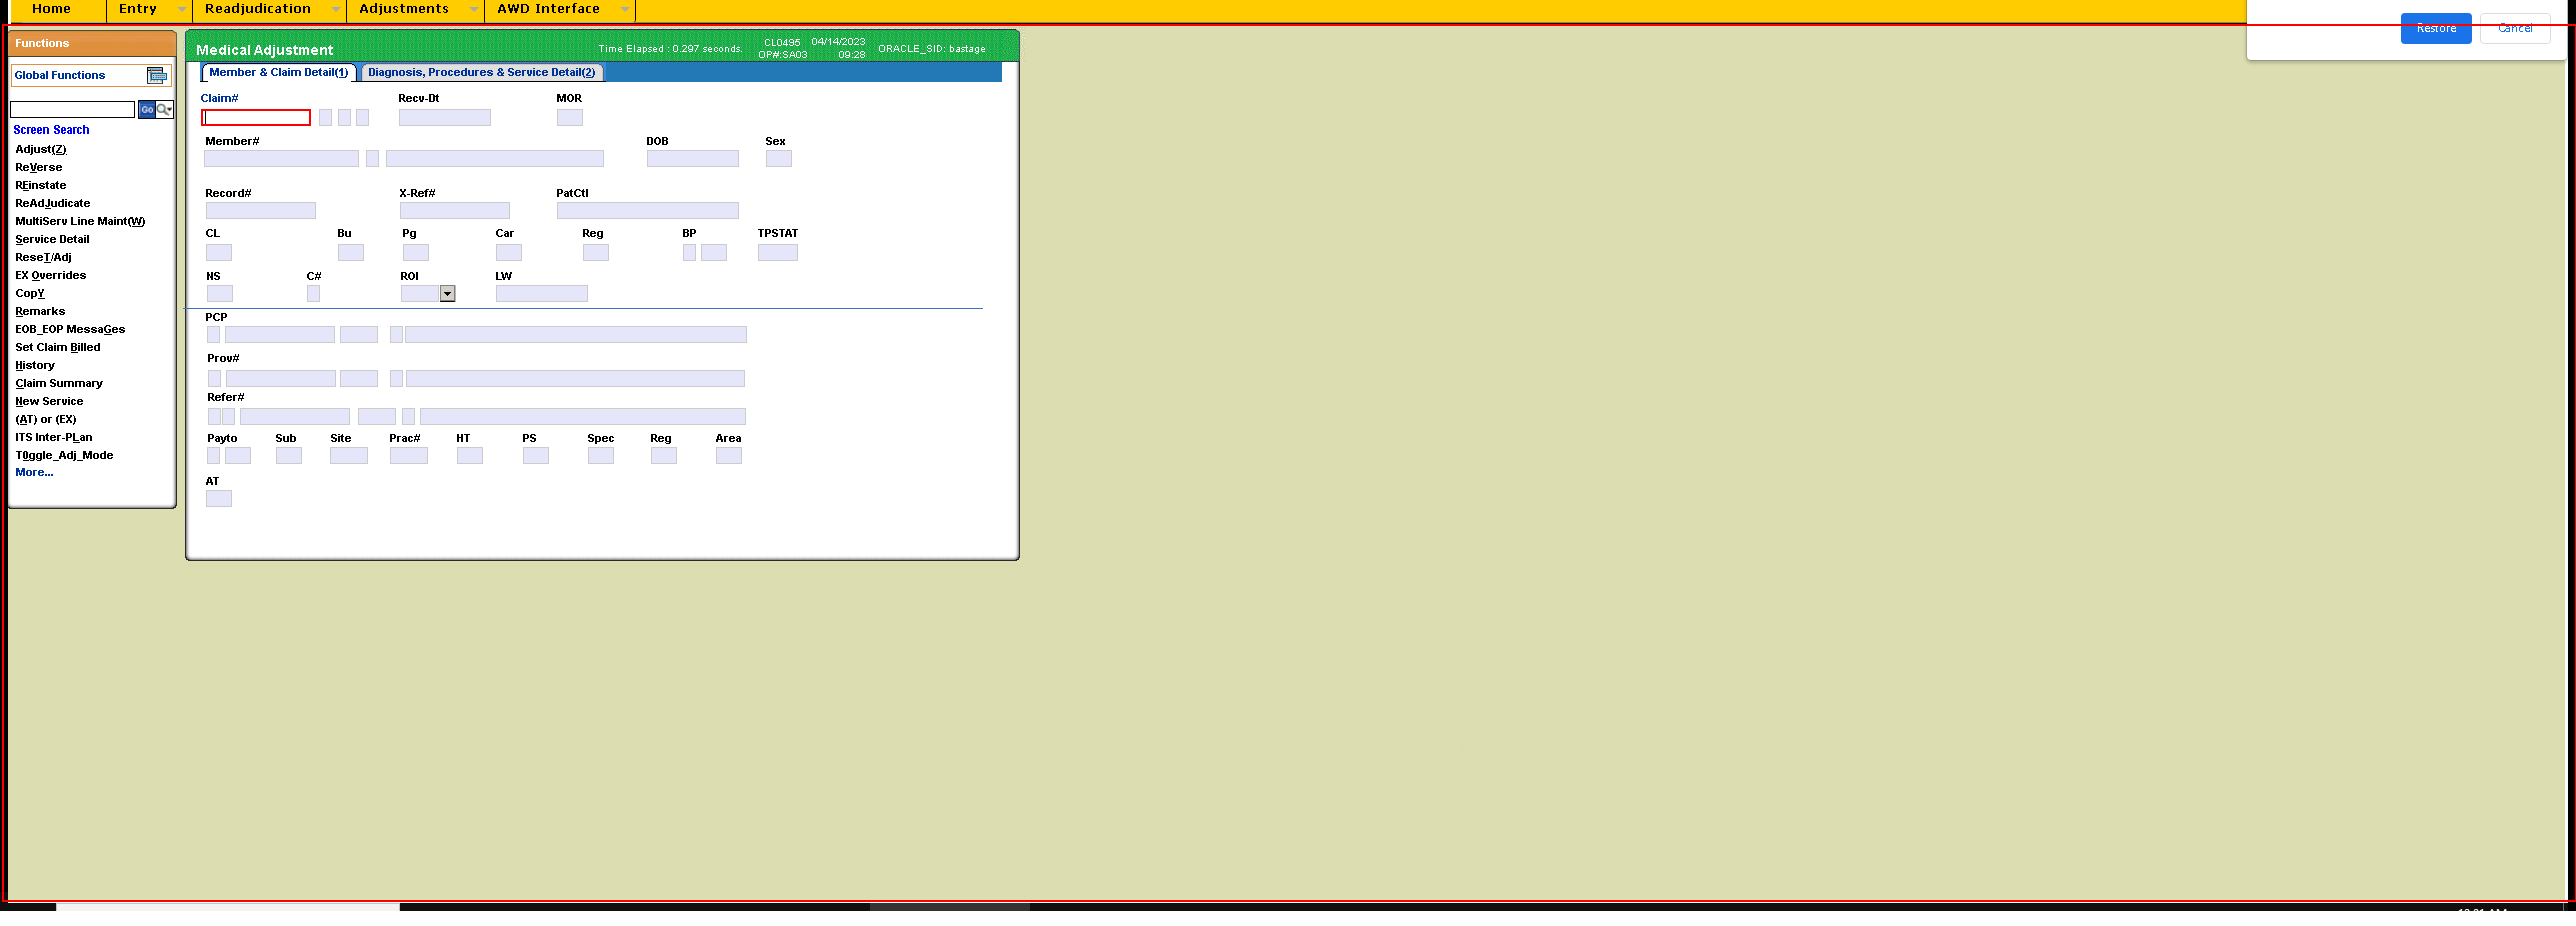 Home Entry Readjudication Adjustments AWD Interface
Restore Cancel
Functions
Global Functions
Go
Screen Search
Adjust(Z)
ReVerse
REinstate
ReAdJudicate
MultiServ Line Maint(W)
Service Detail
ReseT/Adj
EX Overrides
CopY
Remarks
EOB_EOP MessaGes
Set Claim Billed
History
Claim Summary
New Service
(AT) or (EX)
ITS Inter-PLan
T0ggle_Adj_Mode
More...
Medical Adjustment Time Elapsed : 0.297 seconds. CL0495 04/14/2023 ORACLE_SID: bastage
OP#:SA03 09:28
Member & Claim Detail(1) Diagnosis, Procedures & Service Detail(2)
Claim# Recv-Dt MOR
Member# DOB Sex
Record# X-Ref# PatCtl
CL Bu Pg Car Reg BP TPSTAT
NS C# ROI LW
PCP
Prov#
Refer#
Payto Sub Site Prac# HT PS Spec Reg Area
AT